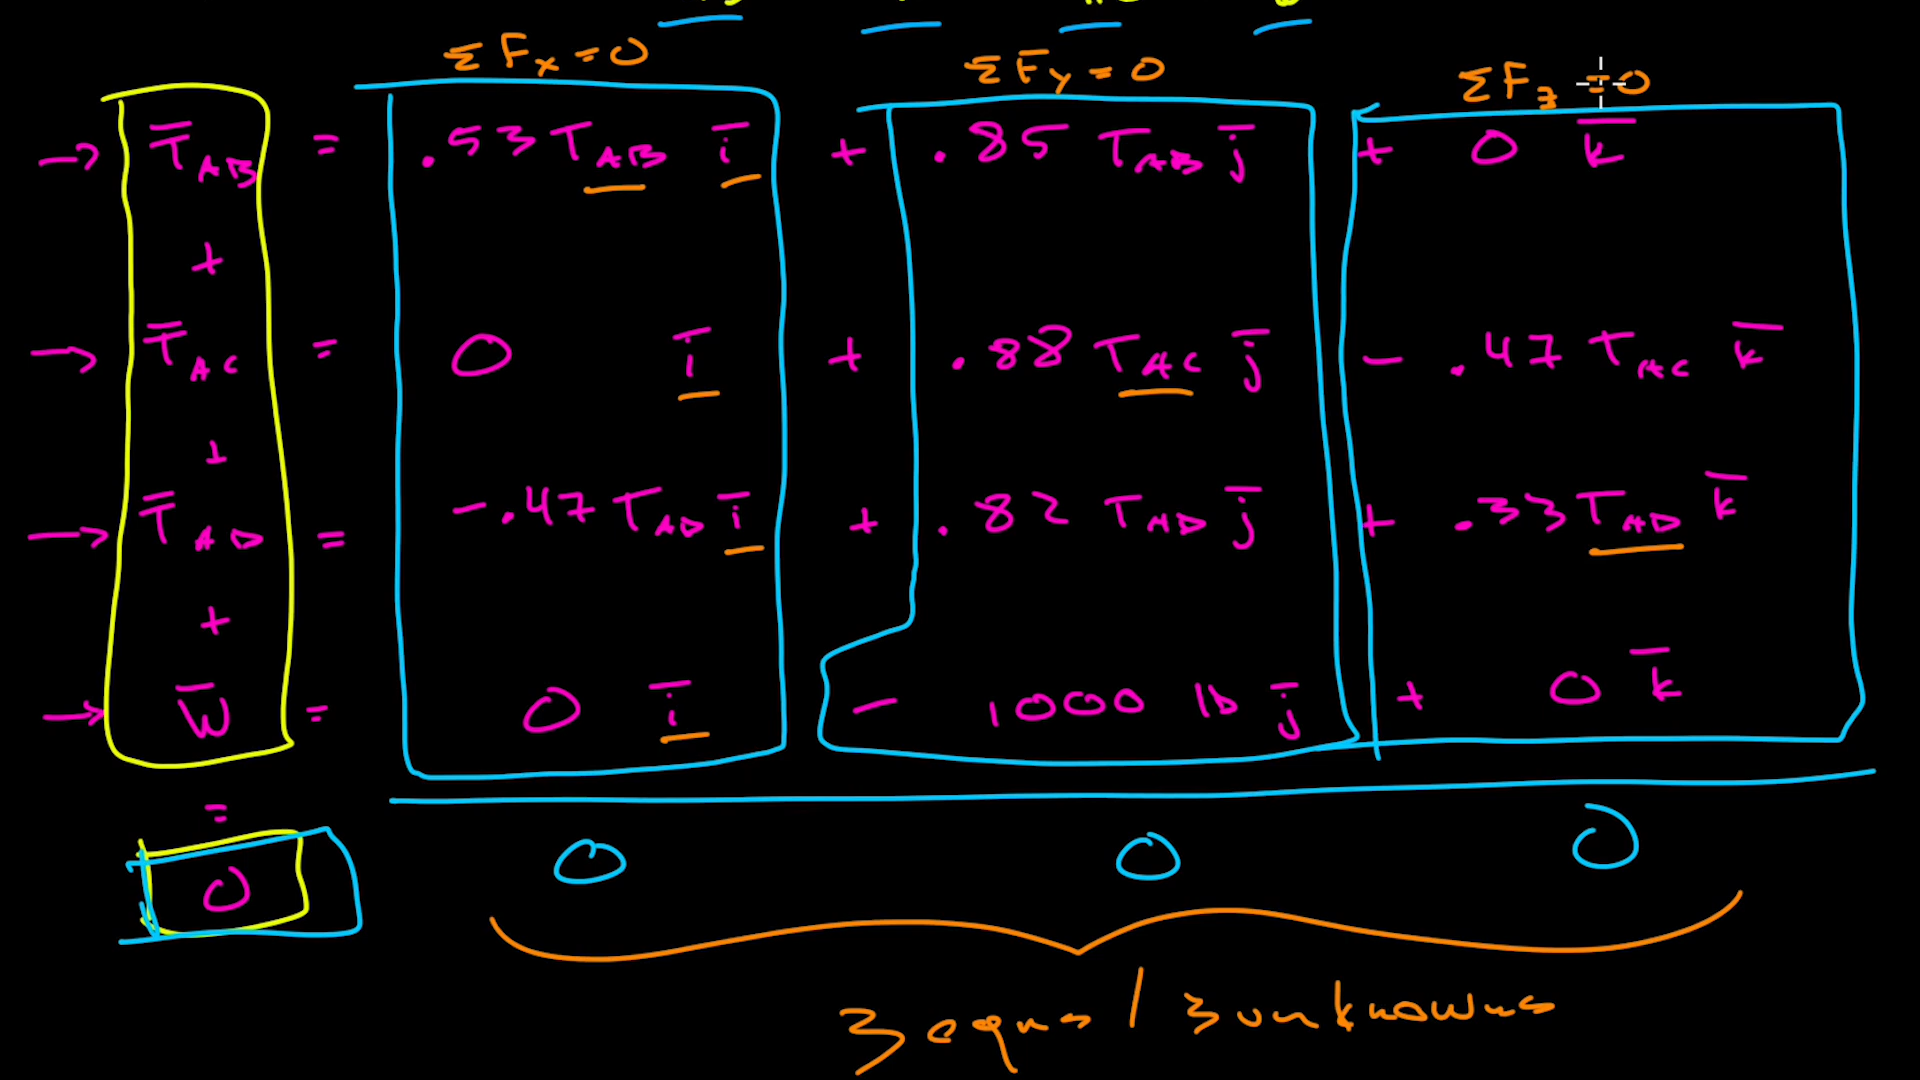 ΣFx = 0 ΣFy = 0 ΣFz = 0
→ T̅AB = .53 TAB i̅ + .85 TAB j̅ + 0 k̅
+
→ T̅AC = 0 i̅ + .88 TAC j̅ - .47 TAC k̅
+
→ T̅AD = -.47 TAD i̅ + .82 TAD j̅ + .33 TAD k̅
+
→ W̅ = 0 i̅ - 1000 lb j̅ + 0 k̅
=
0 0 0 0
3 eqns / 3 unknowns